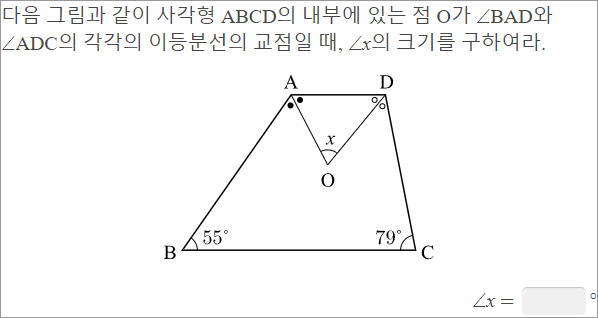 다음 그림과 같이 사각형 ABCD의 내부에 있는 점 O가 ∠BAD와
∠ADC의 각각의 이등분선의 교점일 때, ∠x의 크기를 구하여라.
A D
x
O
55° 79°
B C
∠x = °